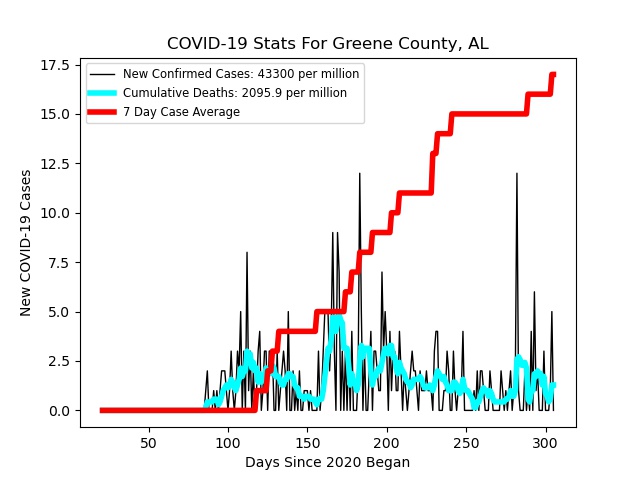 COVID-19 Stats For Greene County, AL
New Confirmed Cases: 43300 per million
Cumulative Deaths: 2095.9 per million
7 Day Case Average
17.5
15.0
12.5
10.0
7.5
5.0
2.5
0.0
New COVID-19 Cases
50 100 150 200 250 300
Days Since 2020 Began